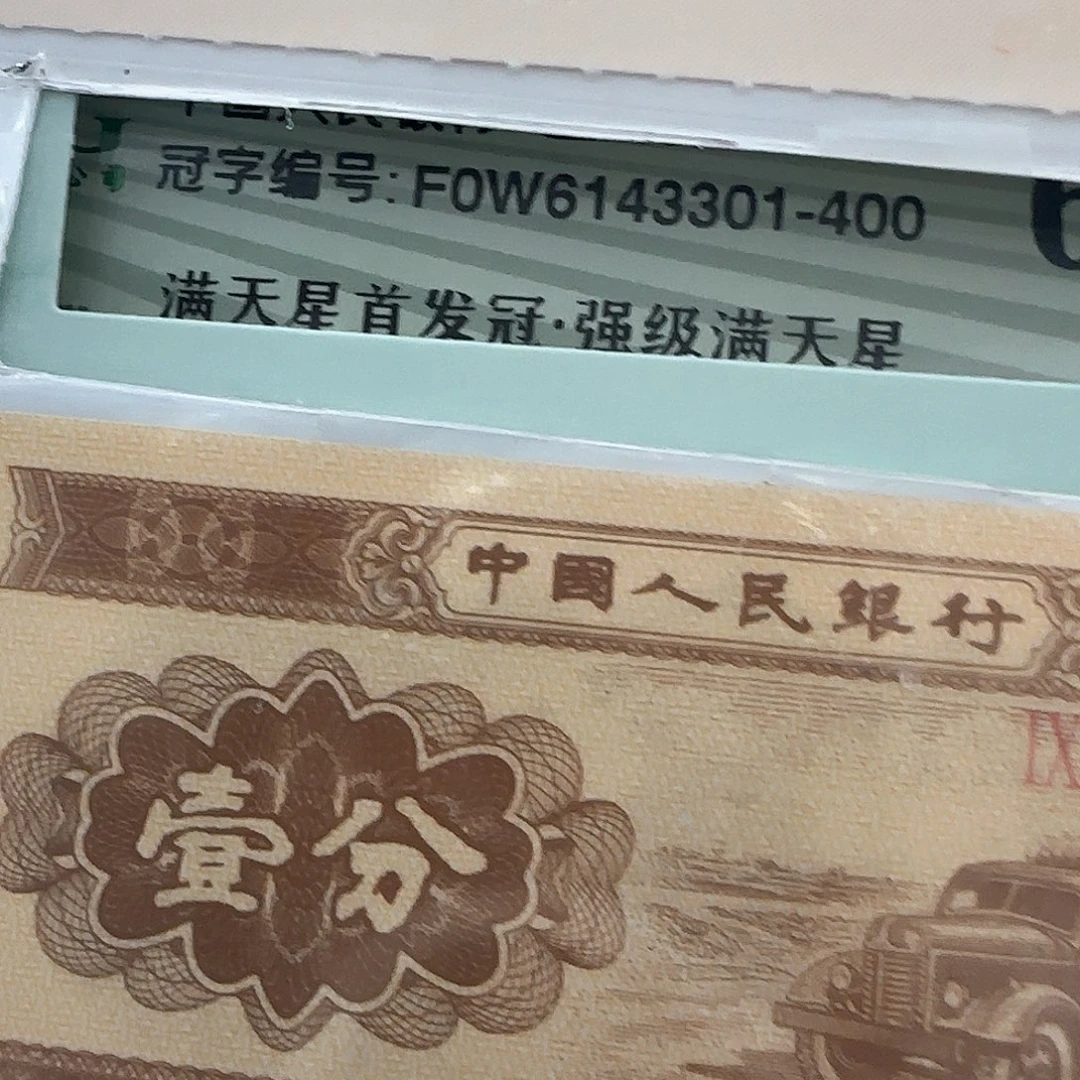 冠字编号: F0W6143301-400
满天星首发冠·强级满天星
中国人民银行
壹分